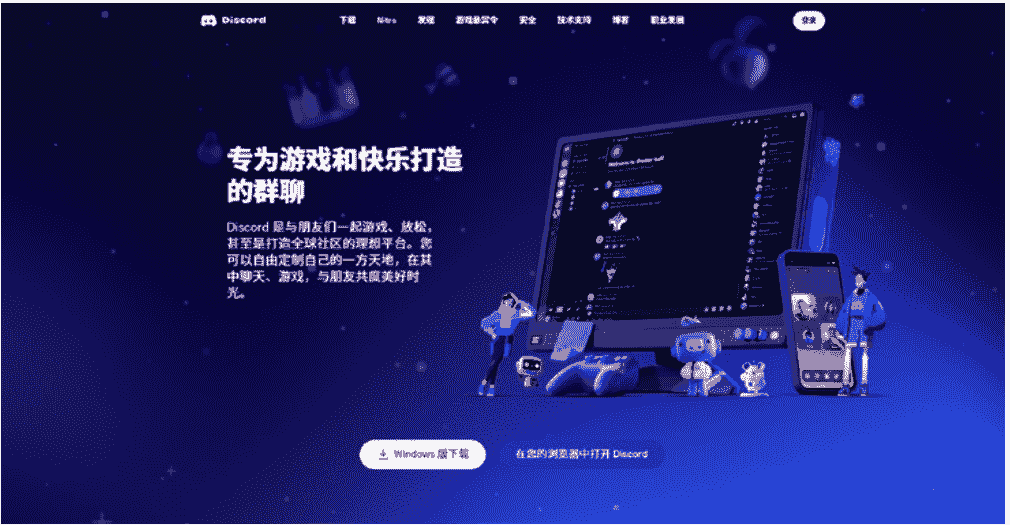 Discord
下载 Nitro 发现 游戏悬赏令 安全 技术支持 博客 职业发展
登录
专为游戏和快乐打造
的群聊
Discord 是与朋友们一起游戏、放松，
甚至是打造全球社区的理想平台。您
可以自由定制自己的一方天地，在其
中聊天、游戏，与朋友共度美好时
光。
Windows 版下载
在您的浏览器中打开 Discord